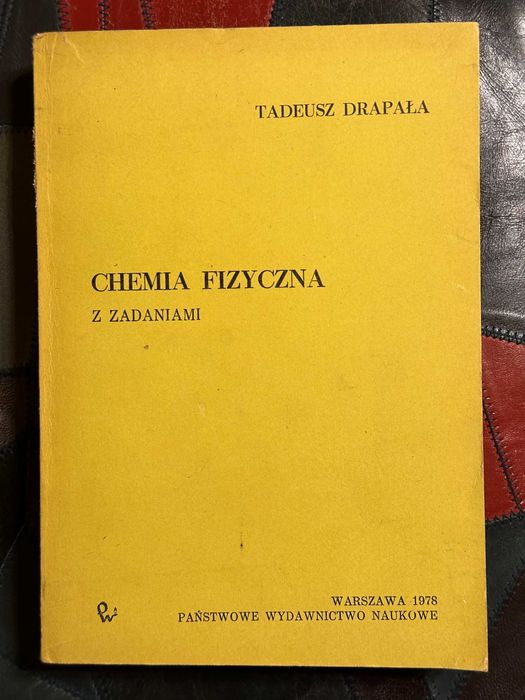 TADEUSZ DRAPAŁA
CHEMIA FIZYCZNA
Z ZADANIAMI
WARSZAWA 1978
PAŃSTWOWE WYDAWNICTWO NAUKOWE